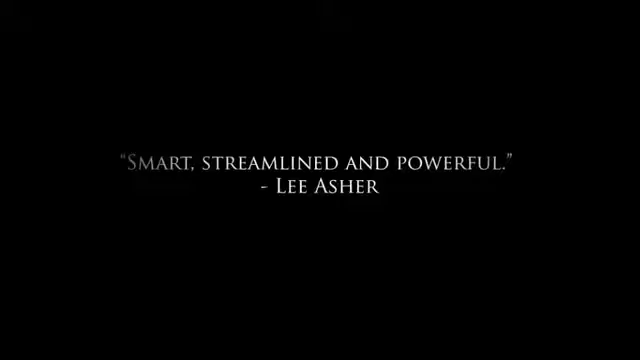 “Smart, streamlined and powerful.”
- Lee Asher